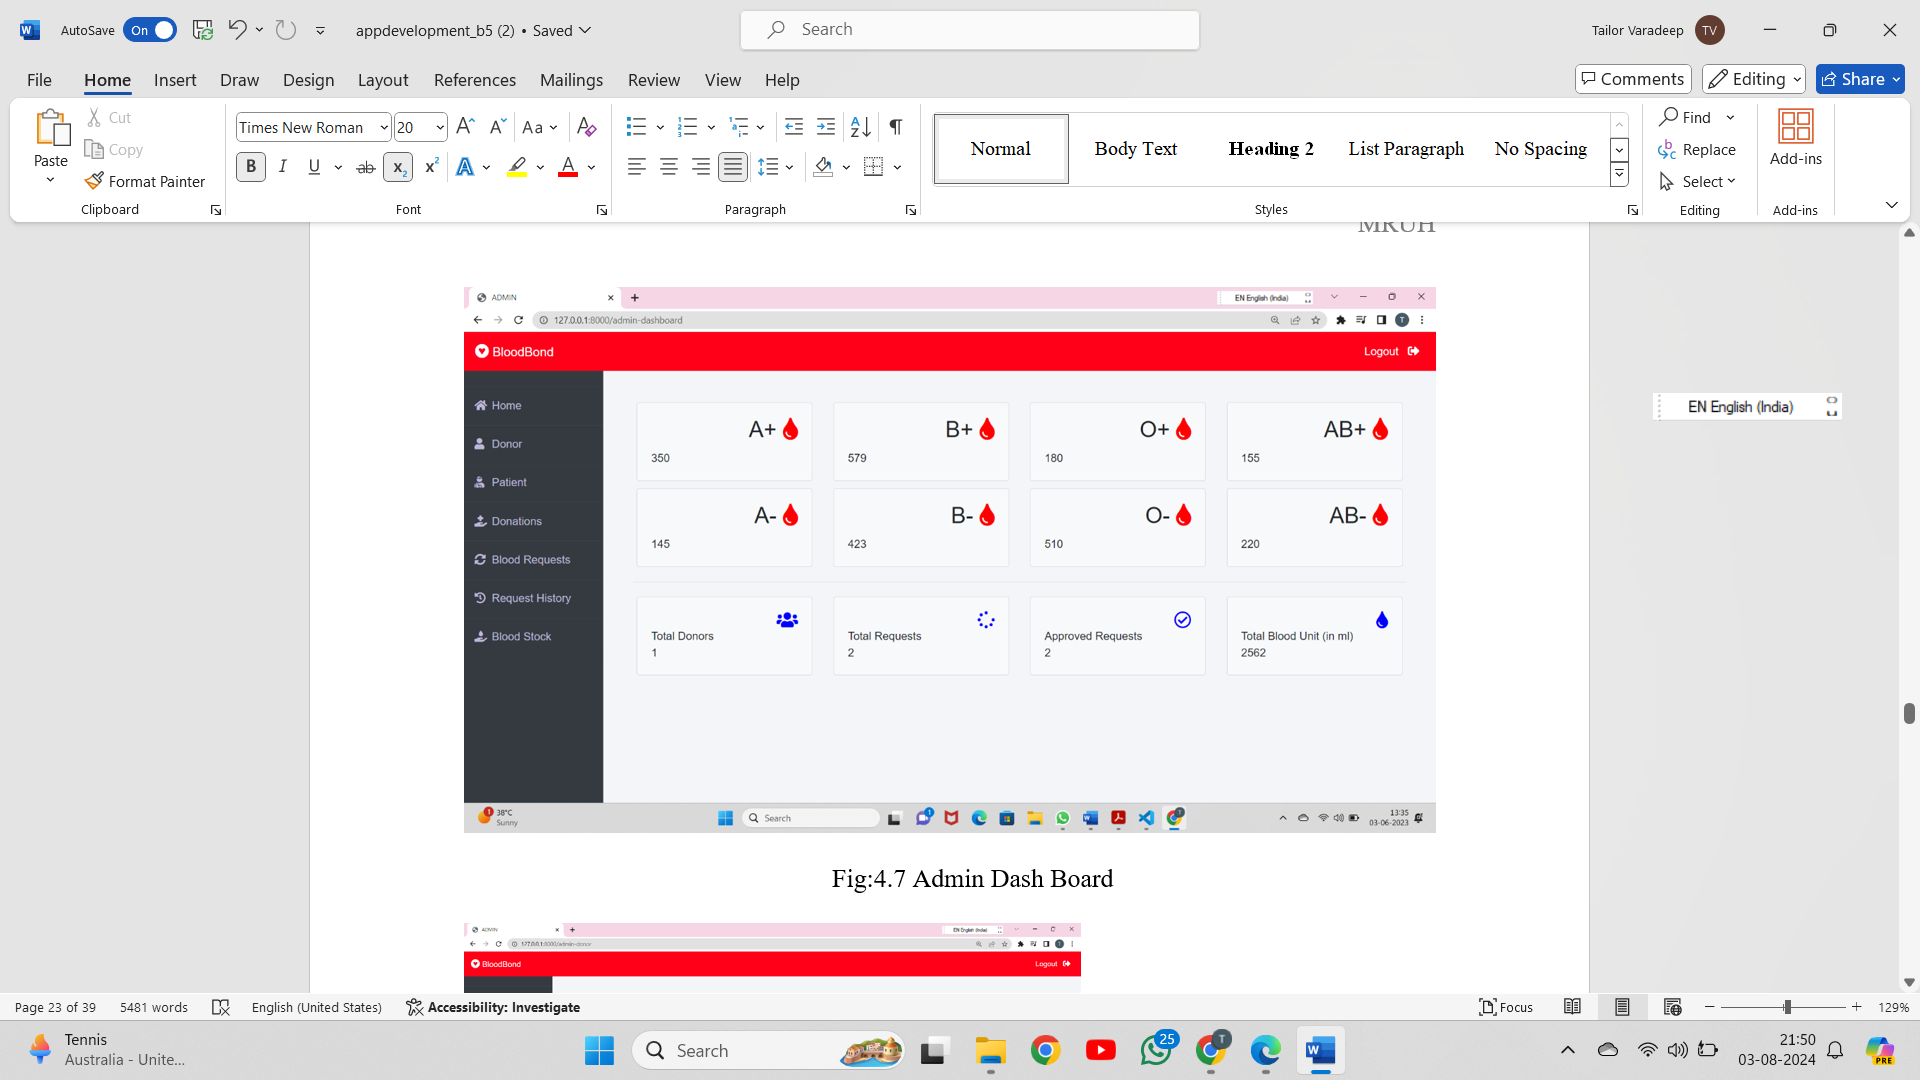 AutoSave On appdevelopment_b5 (2) • Saved Search Tailor Varadeep TV
File Home Insert Draw Design Layout References Mailings Review View Help Comments Editing Share
Paste Cut Copy Format Painter Clipboard
Times New Roman 20 Aa
B I U ab x₂ x² A A Font
Paragraph
Normal Body Text Heading 2 List Paragraph No Spacing Styles
Find Replace Select Editing
Add-ins Add-ins
MRUH
ADMIN EN English (India)
127.0.0.1:8000/admin-dashboard T
BloodBond Logout
Home
Donor
Patient
Donations
Blood Requests
Request History
Blood Stock
A+ B+ O+ AB+
350 579 180 155
A- B- O- AB-
145 423 510 220
Total Donors Total Requests Approved Requests Total Blood Unit (in ml)
1 2 2 2562
38°C
Sunny
Search
13:35
03-06-2023
EN English (India)
Fig:4.7 Admin Dash Board
ADMIN EN English (India)
127.0.0.1:8000/admin-donor
BloodBond Logout
Page 23 of 39 5481 words English (United States) Accessibility: Investigate Focus 129%
Tennis
Australia - Unite...
Search
25
T
21:50
03-08-2024
PRE